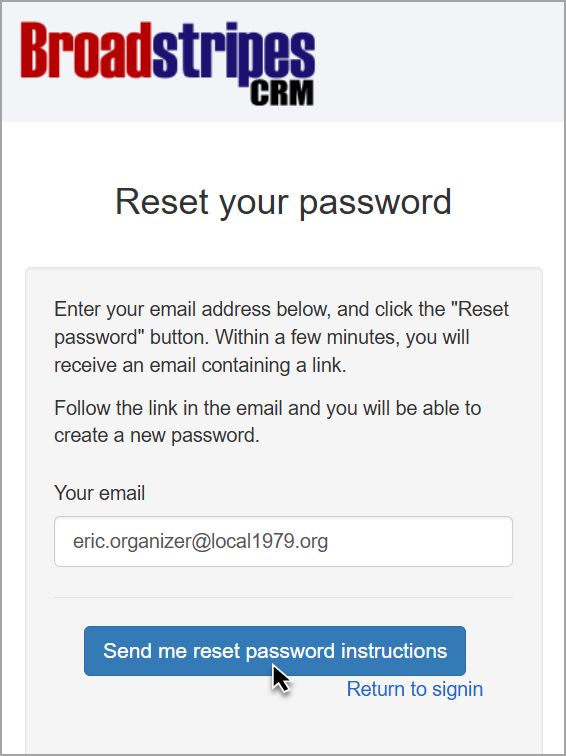 Broadstripes
CRM
Reset your password
Enter your email address below, and click the "Reset
password" button. Within a few minutes, you will
receive an email containing a link.
Follow the link in the email and you will be able to
create a new password.
Your email
eric.organizer@local1979.org
Send me reset password instructions
Return to signin